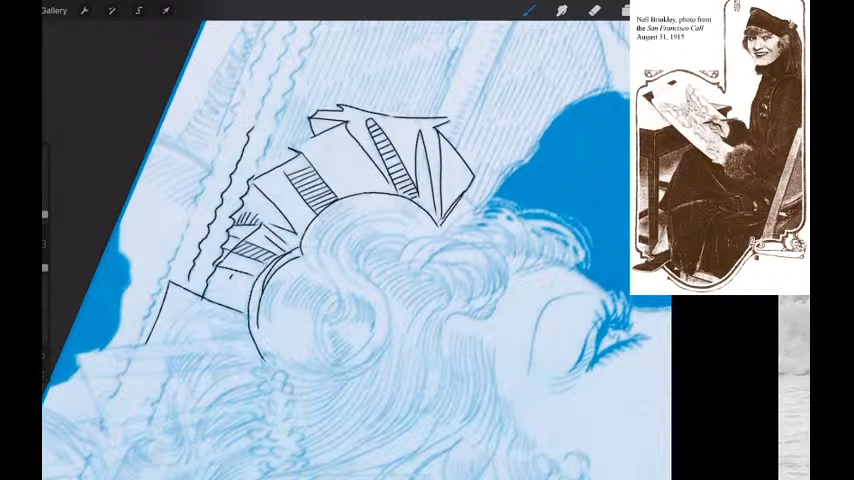 Gallery
Nell Brinkley, photo from
the San Francisco Call
August 31, 1915